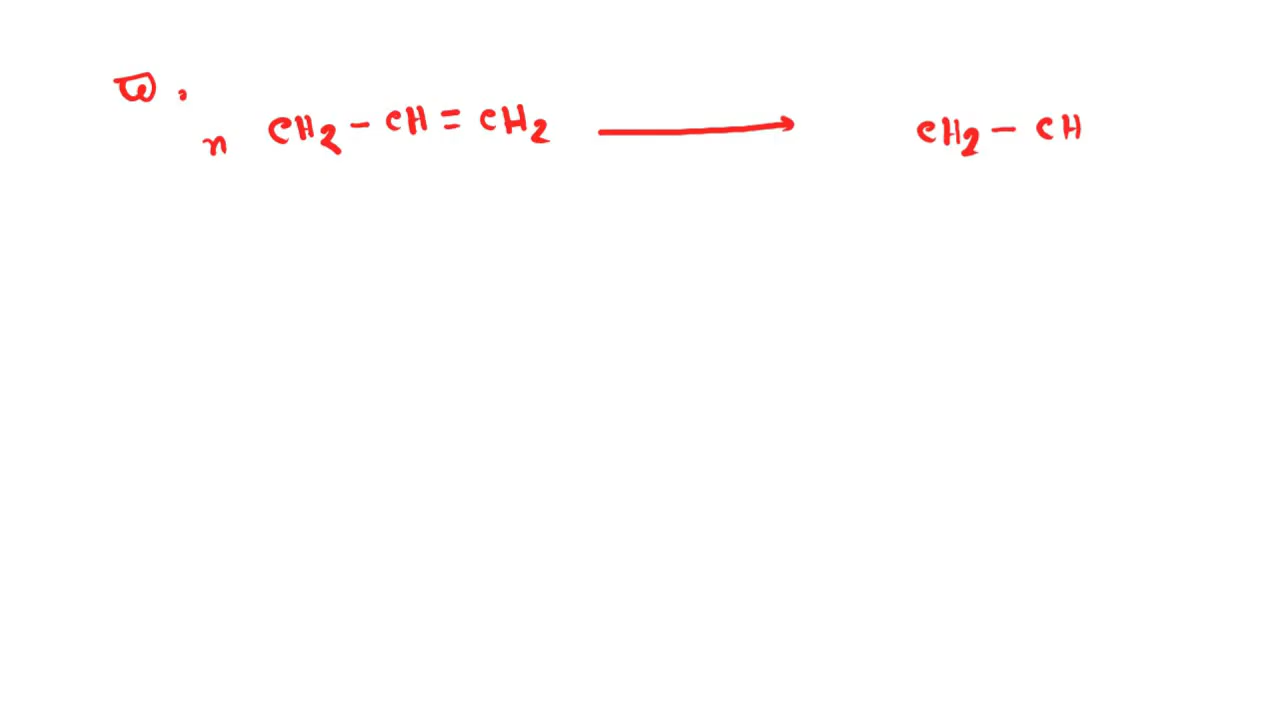 ত.
n CH2 - CH = CH2 ⟶ CH2 - CH